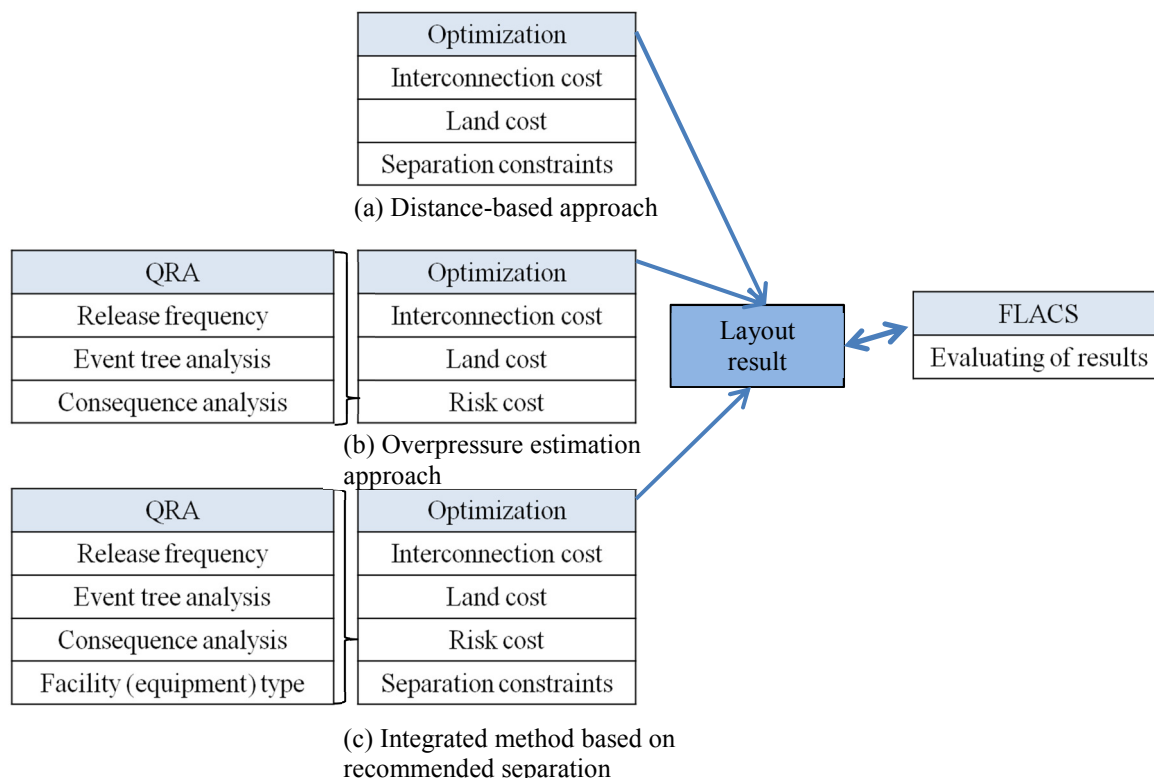 Optimization
Interconnection cost
Land cost
Separation constraints
(a) Distance-based approach
QRA
Release frequency
Event tree analysis
Consequence analysis
Optimization
Interconnection cost
Land cost
Risk cost
(b) Overpressure estimation
approach
Layout
result
FLACS
Evaluating of results
QRA
Release frequency
Event tree analysis
Consequence analysis
Facility (equipment) type
Optimization
Interconnection cost
Land cost
Risk cost
Separation constraints
(c) Integrated method based on
recommended separation